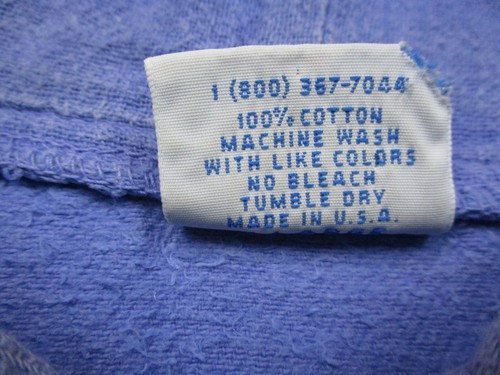 1 (800) 367-7044
100% COTTON
MACHINE WASH
WITH LIKE COLORS
NO BLEACH
TUMBLE DRY
MADE IN U.S.A.